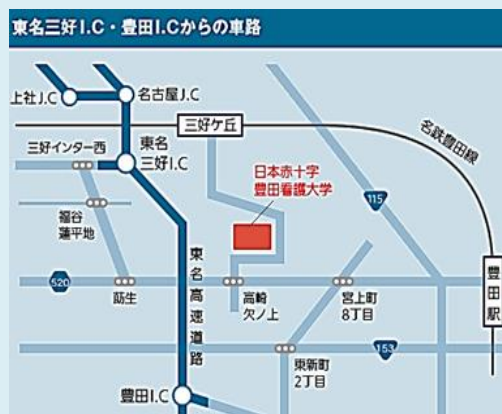 東名三好I.C・豊田I.Cからの車路
上社J.C
名古屋J.C
三好ケ丘
名鉄豊田線
三好インター西
東名
三好I.C
日本赤十字
豊田看護大学
115
福谷
蓮平地
東名高速道路
豊田駅
520
莇生
高崎
欠ノ上
宮上町
8丁目
153
東新町
2丁目
豊田I.C